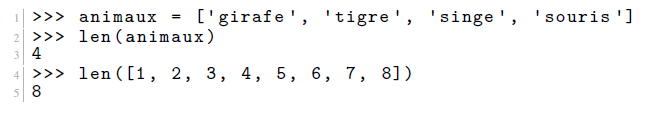 1 >>> animaux = ['girafe', 'tigre', 'singe', 'souris']
2 >>> len(animaux)
3 4
4 >>> len([1, 2, 3, 4, 5, 6, 7, 8])
5 8